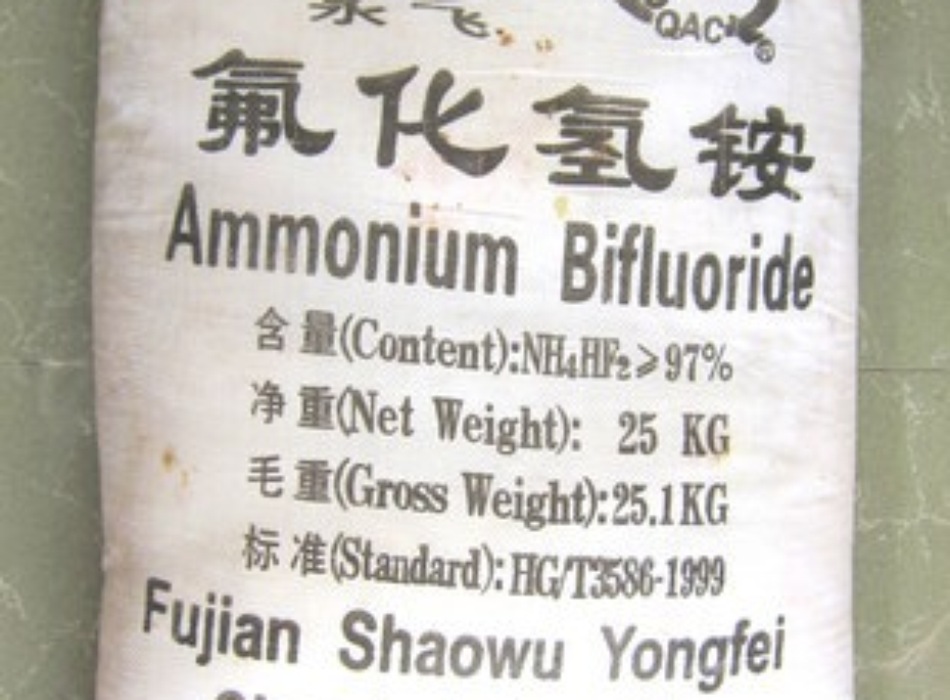 QAC
®
氟化氢铵
Ammonium Bifluoride
含量(Content):NH₄HF₂≥97%
净重(Net Weight): 25 KG
毛重(Gross Weight):25.1KG
标准(Standard):HG/T3586-1999
Fujian Shaowu Yongfei